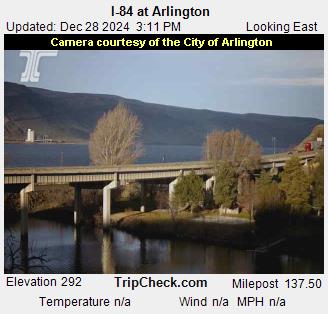 I-84 at Arlington
Updated: Dec 28 2024 3:11 PM Looking East
Camera courtesy of the City of Arlington
Elevation 292 TripCheck.com Milepost 137.50
Temperature n/a Wind n/a MPH n/a